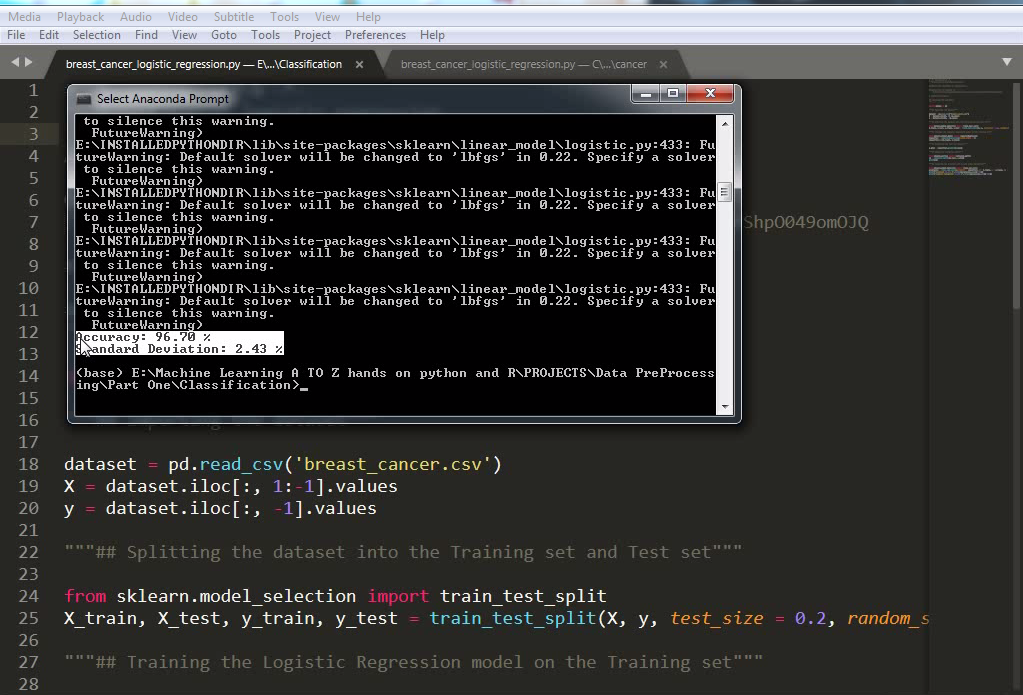 Media Playback Audio Video Subtitle Tools View Help
File Edit Selection Find View Goto Tools Project Preferences Help
breast_cancer_logistic_regression.py — E\...\Classification × breast_cancer_logistic_regression.py — C\...\cancer ×
Select Anaconda Prompt
to silence this warning.
FutureWarning)
E:\INSTALLEDPYTHONDIR\lib\site-packages\sklearn\linear_model\logistic.py:433: Fu
tureWarning: Default solver will be changed to 'lbfgs' in 0.22. Specify a solver
to silence this warning.
FutureWarning)
E:\INSTALLEDPYTHONDIR\lib\site-packages\sklearn\linear_model\logistic.py:433: Fu
tureWarning: Default solver will be changed to 'lbfgs' in 0.22. Specify a solver
to silence this warning.
FutureWarning)
E:\INSTALLEDPYTHONDIR\lib\site-packages\sklearn\linear_model\logistic.py:433: Fu
tureWarning: Default solver will be changed to 'lbfgs' in 0.22. Specify a solver
to silence this warning.
FutureWarning)
E:\INSTALLEDPYTHONDIR\lib\site-packages\sklearn\linear_model\logistic.py:433: Fu
tureWarning: Default solver will be changed to 'lbfgs' in 0.22. Specify a solver
to silence this warning.
FutureWarning)
Accuracy: 96.70 %
Standard Deviation: 2.43 %
(base) E:\Machine Learning A TO Z hands on python and R\PROJECTS\Data PreProcess
ing\Part One\Classification>_
1
2
3
4
5
6
7 ShpO049omOJQ
8
9
10
11
12
13
14
15
16
17
18 dataset = pd.read_csv('breast_cancer.csv')
19 X = dataset.iloc[:, 1:-1].values
20 y = dataset.iloc[:, -1].values
21
22 """## Splitting the dataset into the Training set and Test set"""
23
24 from sklearn.model_selection import train_test_split
25 X_train, X_test, y_train, y_test = train_test_split(X, y, test_size = 0.2, random_s
26
27 """## Training the Logistic Regression model on the Training set"""
28